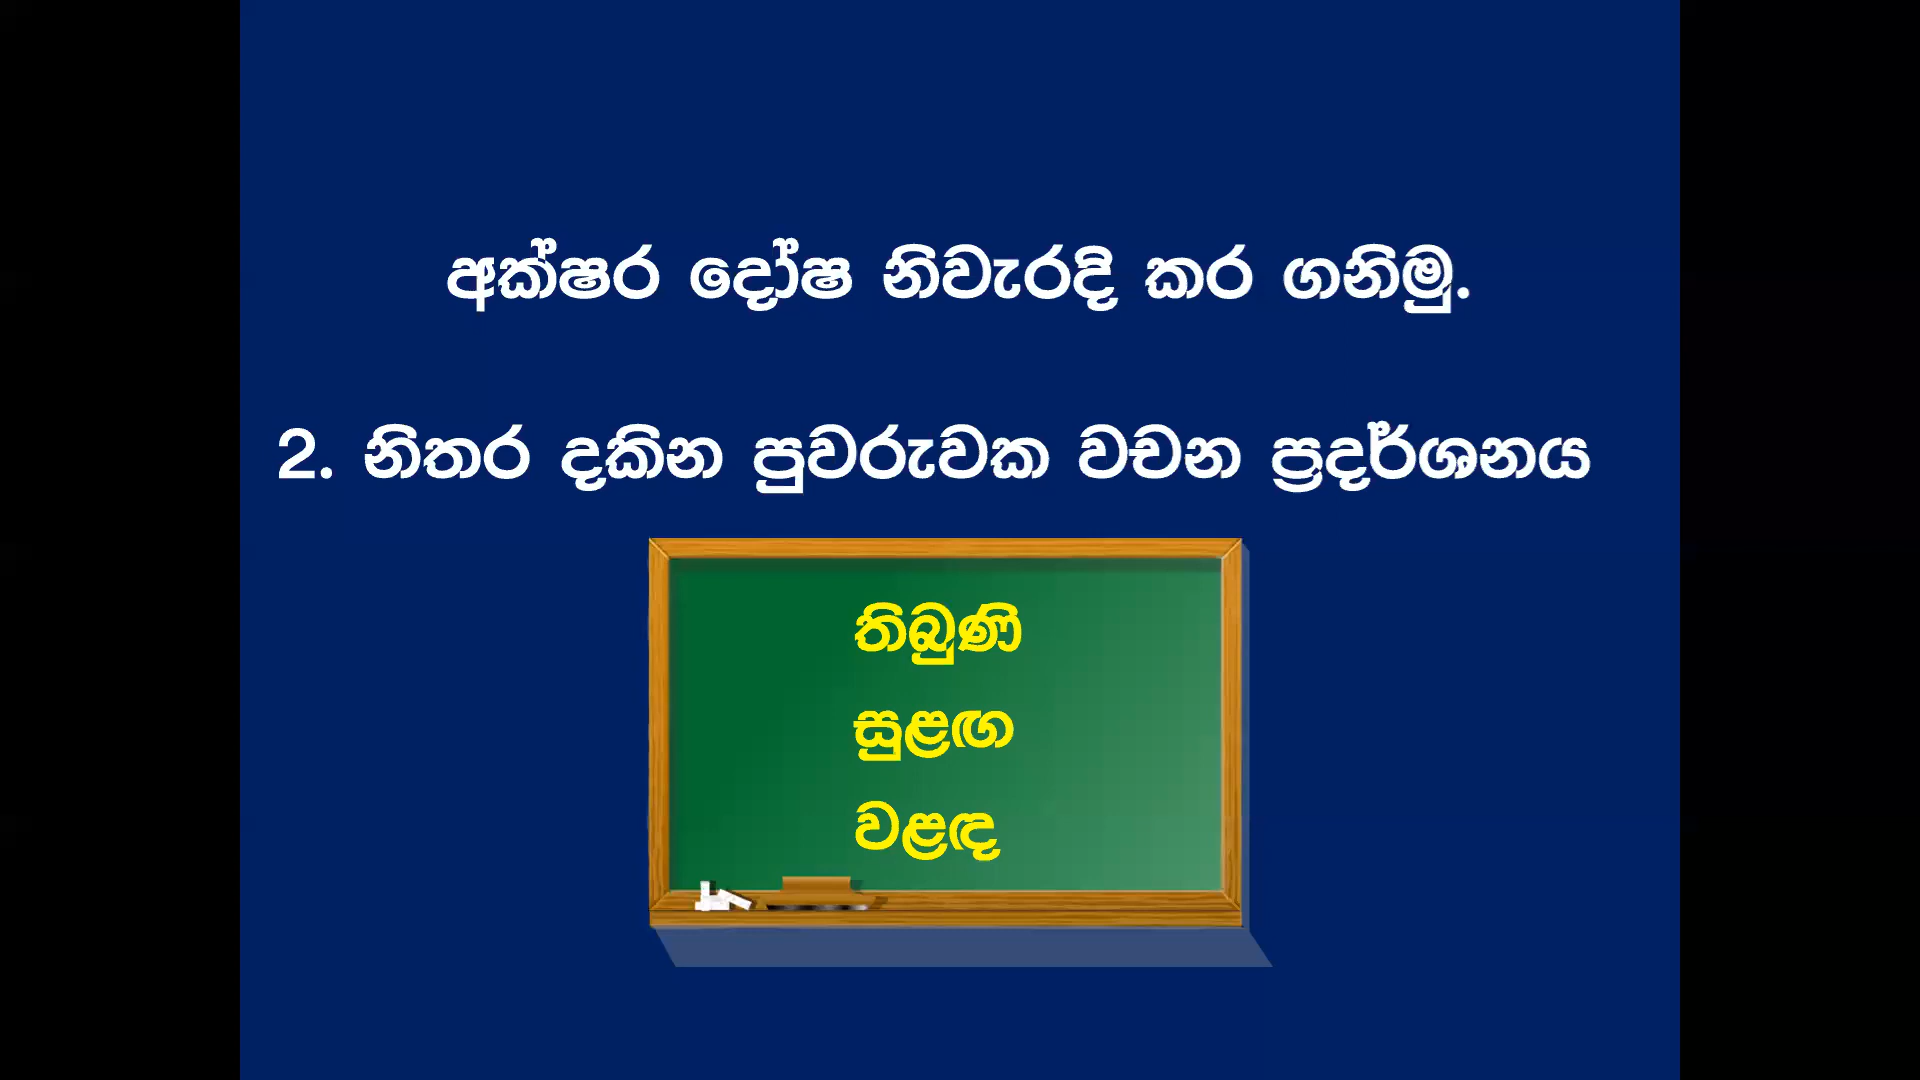 අක්ෂර දෝෂ නිවැරදි කර ගනිමු.
2. නිතර දකින පුවරුවක වචන ප්‍රදර්ශනය
තිබුණි
සුළඟ
වළඳ